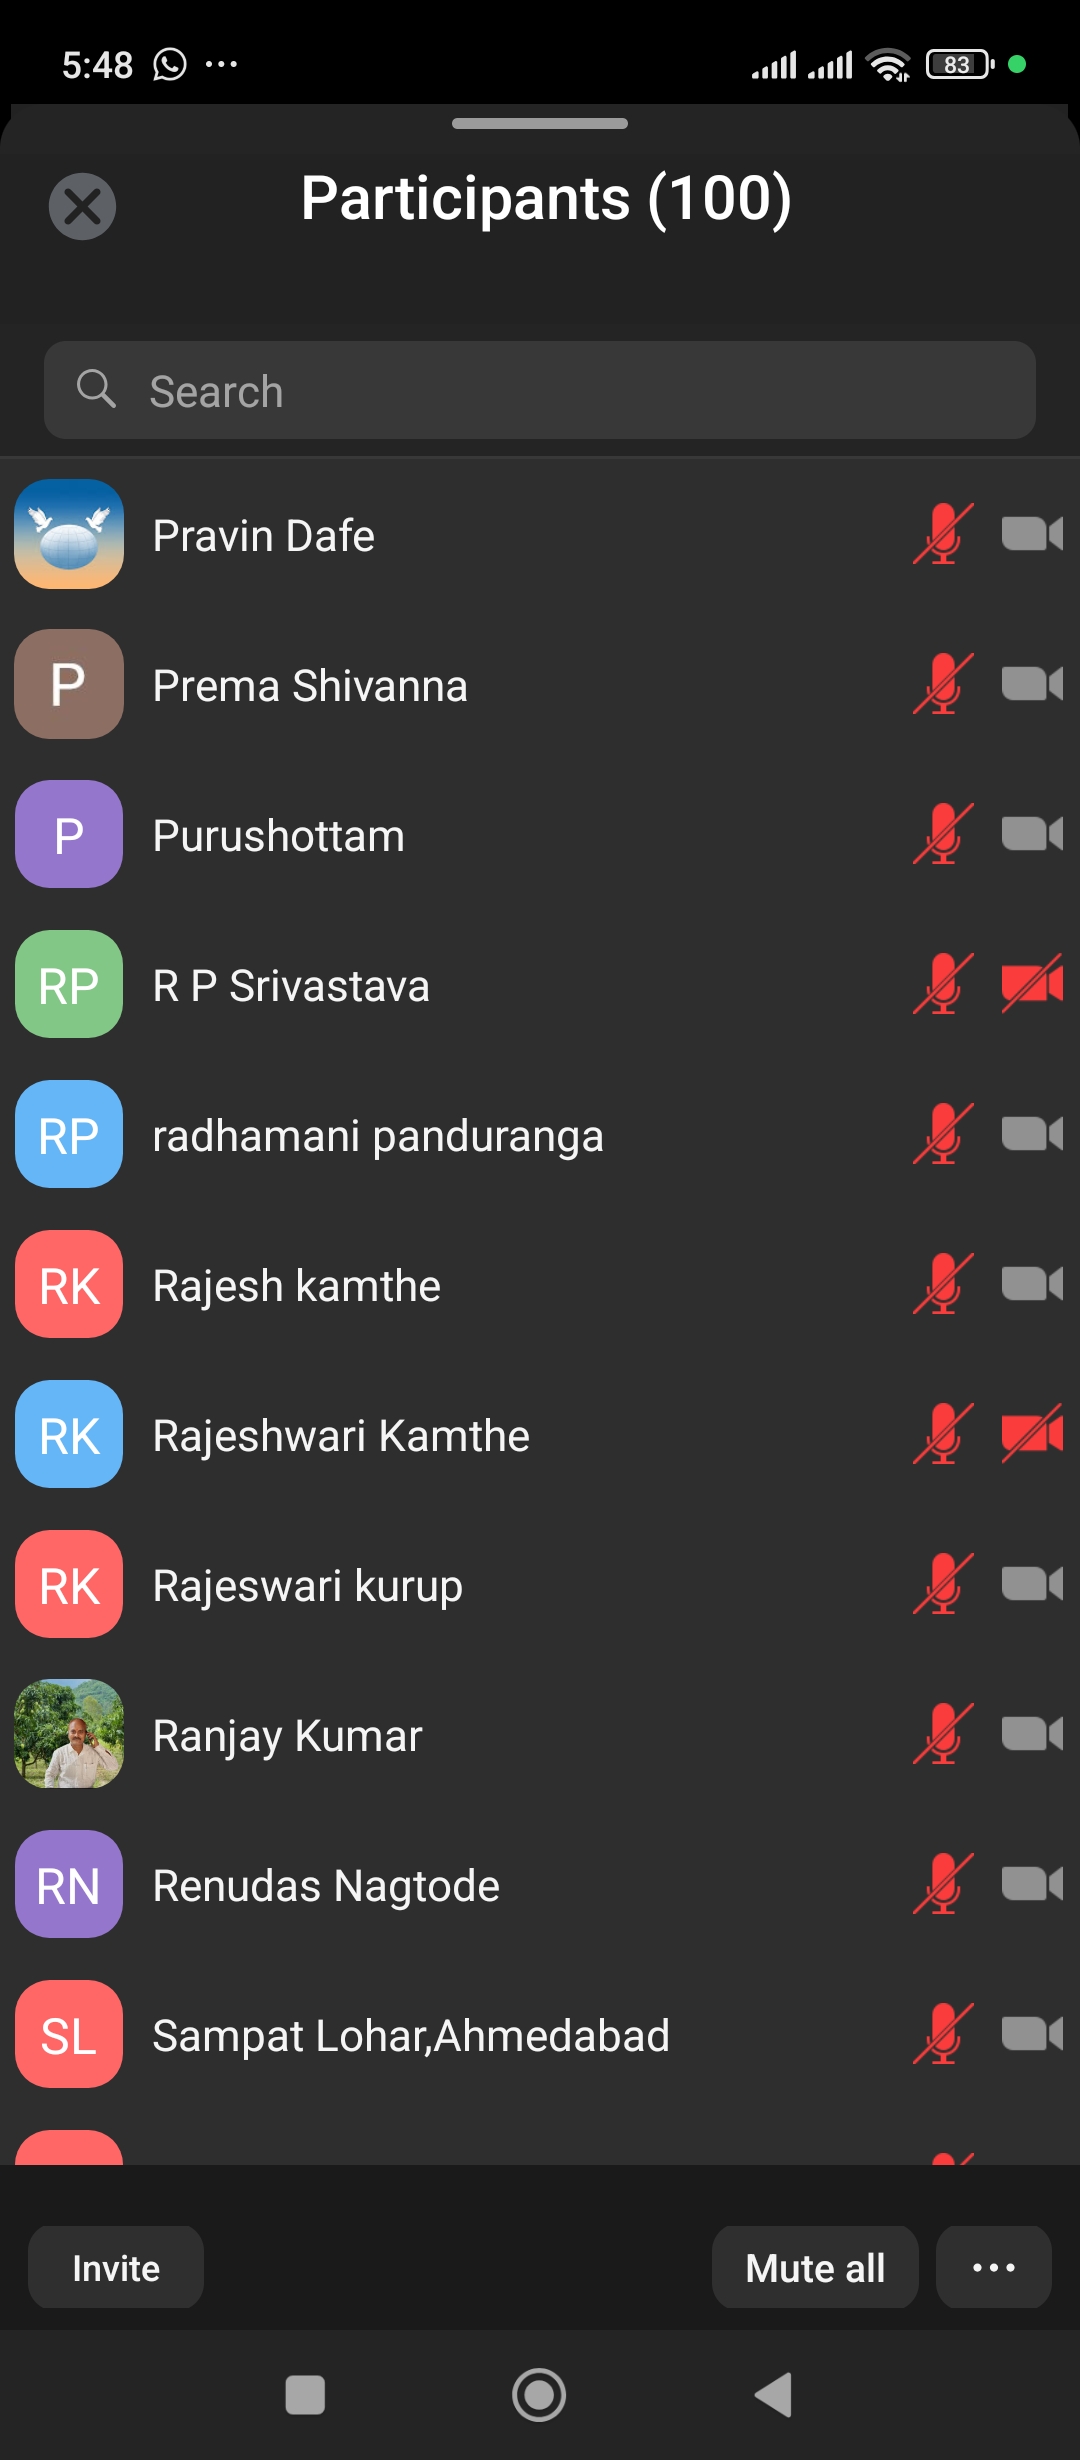 5:48
83
Participants (100)
Search
Pravin Dafe
P
Prema Shivanna
P
Purushottam
RP
R P Srivastava
RP
radhamani panduranga
RK
Rajesh kamthe
RK
Rajeshwari Kamthe
RK
Rajeswari kurup
Ranjay Kumar
RN
Renudas Nagtode
SL
Sampat Lohar,Ahmedabad
Invite
Mute all